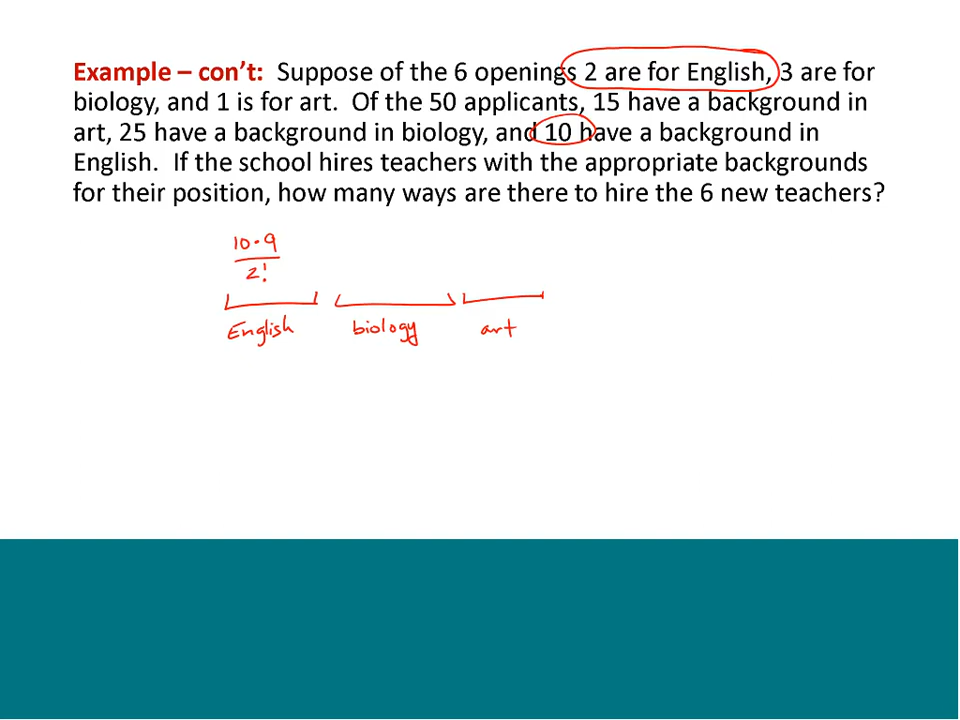 Example – con’t: Suppose of the 6 openings 2 are for English, 3 are for
biology, and 1 is for art. Of the 50 applicants, 15 have a background in
art, 25 have a background in biology, and 10 have a background in
English. If the school hires teachers with the appropriate backgrounds
for their position, how many ways are there to hire the 6 new teachers?
10·9
2!
English biology art